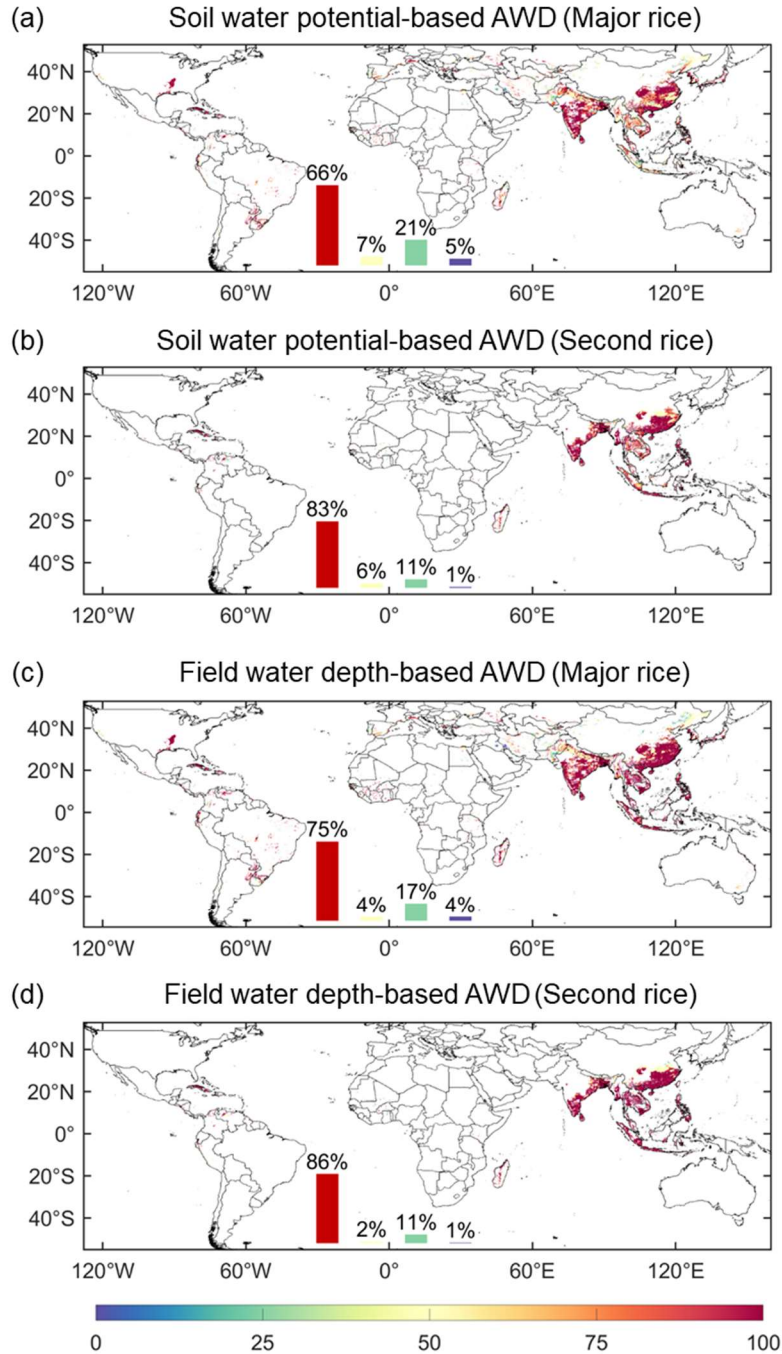 (a) Soil water potential-based AWD (Major rice)
40°N
20°N
0°
20°S
40°S
66%
7%
21%
5%
120°W 60°W 0° 60°E 120°E
(b) Soil water potential-based AWD (Second rice)
40°N
20°N
0°
20°S
40°S
83%
6%
11%
1%
120°W 60°W 0° 60°E 120°E
(c) Field water depth-based AWD (Major rice)
40°N
20°N
0°
20°S
40°S
75%
4%
17%
4%
120°W 60°W 0° 60°E 120°E
(d) Field water depth-based AWD (Second rice)
40°N
20°N
0°
20°S
40°S
86%
2%
11%
1%
120°W 60°W 0° 60°E 120°E
0 25 50 75 100